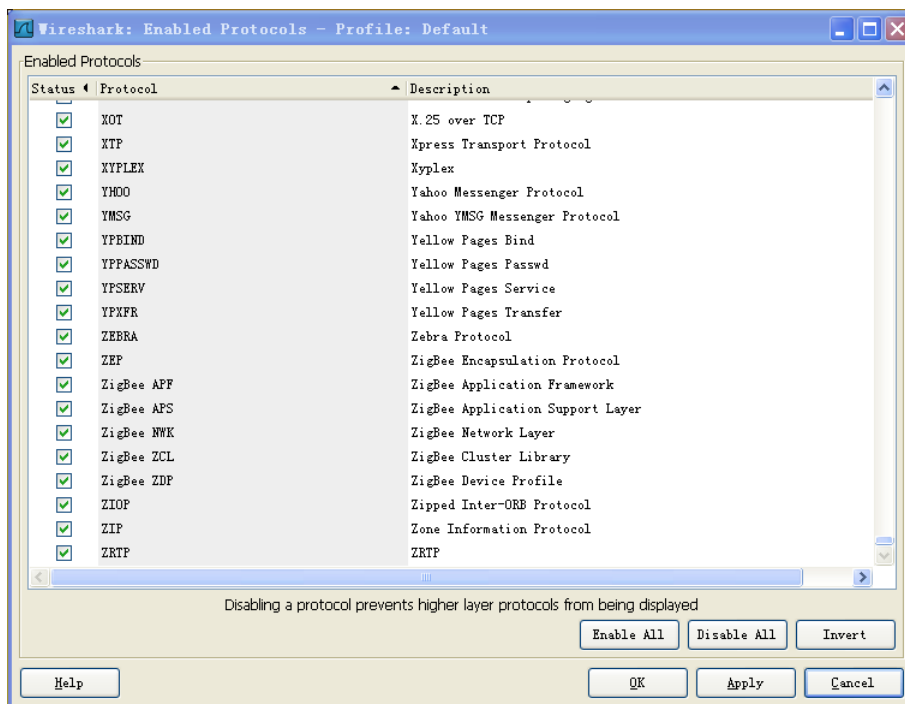 Wireshark: Enabled Protocols - Profile: Default
Enabled Protocols
Status Protocol Description
XOT X.25 over TCP
XTP Xpress Transport Protocol
XYPLEX Xyplex
YHOO Yahoo Messenger Protocol
YMSG Yahoo YMSG Messenger Protocol
YPBIND Yellow Pages Bind
YPPASSWD Yellow Pages Passwd
YPSERV Yellow Pages Service
YPXFR Yellow Pages Transfer
ZEBRA Zebra Protocol
ZEP ZigBee Encapsulation Protocol
ZigBee APF ZigBee Application Framework
ZigBee APS ZigBee Application Support Layer
ZigBee NWK ZigBee Network Layer
ZigBee ZCL ZigBee Cluster Library
ZigBee ZDP ZigBee Device Profile
ZIOP Zipped Inter-ORB Protocol
ZIP Zone Information Protocol
ZRTP ZRTP
Disabling a protocol prevents higher layer protocols from being displayed
Enable All Disable All Invert
Help OK Apply Cancel